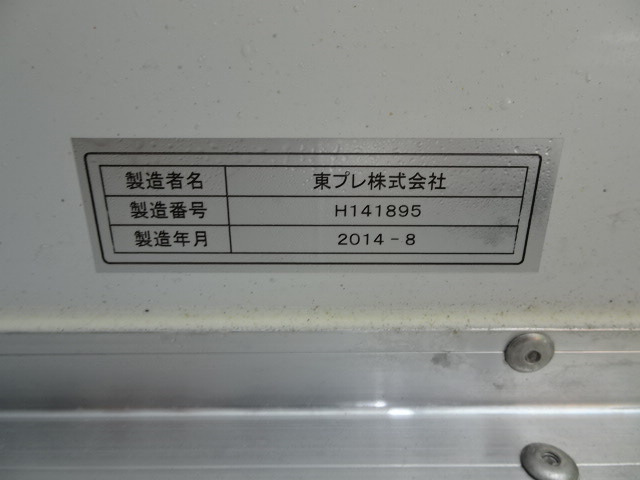 製造者名 東プレ株式会社
製造番号 H141895
製造年月 2014-8